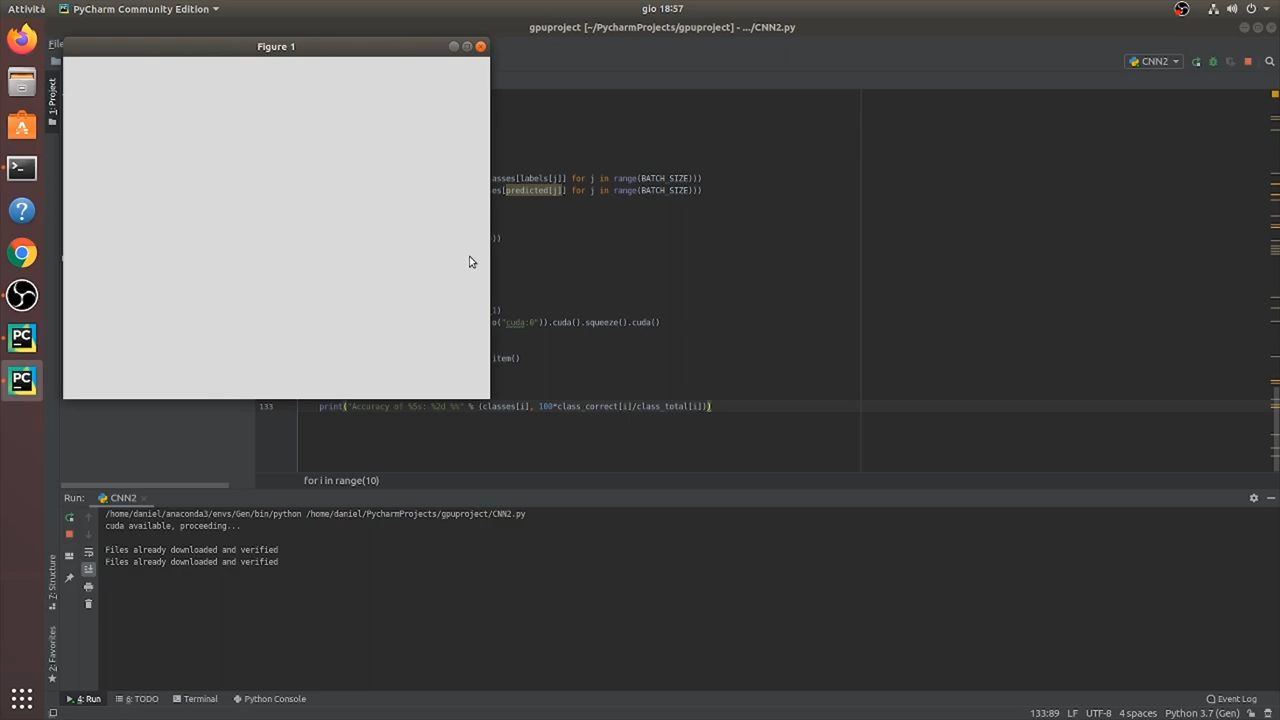 Attività
PyCharm Community Edition
gio 18:57
gpuproject [~/PycharmProjects/gpuproject] - .../CNN2.py
File
Figure 1
CNN2
1: Project
asses[labels[j]] for j in range(BATCH_SIZE)))
es[predicted[j]] for j in range(BATCH_SIZE)))
))
_1)
o("cuda:0")).cuda().squeeze().cuda()
item()
133
print("Accuracy of %5s: %2d %%" % (classes[i], 100*class_correct[i]/class_total[i]))
for i in range(10)
Run:
CNN2
/home/daniel/anaconda3/envs/Gen/bin/python /home/daniel/PycharmProjects/gpuproject/CNN2.py
cuda available, proceeding...
Files already downloaded and verified
Files already downloaded and verified
7: Structure
2: Favorites
4: Run
6: TODO
Terminal
Python Console
Event Log
133:89
LF
UTF-8
4 spaces
Python 3.7 (Gen)
PC
PC